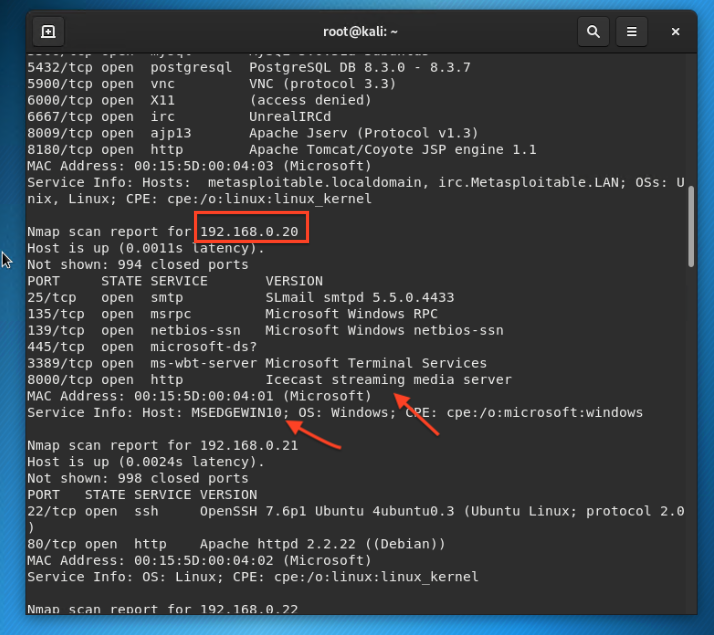 root@kali: ~
5432/tcp open  postgresql  PostgreSQL DB 8.3.0 - 8.3.7
5900/tcp open  vnc         VNC (protocol 3.3)
6000/tcp open  X11         (access denied)
6667/tcp open  irc         UnrealIRCd
8009/tcp open  ajp13       Apache Jserv (Protocol v1.3)
8180/tcp open  http        Apache Tomcat/Coyote JSP engine 1.1
MAC Address: 00:15:5D:00:04:03 (Microsoft)
Service Info: Hosts:  metasploitable.localdomain, irc.Metasploitable.LAN; OSs: U
nix, Linux; CPE: cpe:/o:linux:linux_kernel
Nmap scan report for 192.168.0.20
Host is up (0.0011s latency).
Not shown: 994 closed ports
PORT     STATE SERVICE       VERSION
25/tcp   open  smtp          SLmail smtpd 5.5.0.4433
135/tcp  open  msrpc         Microsoft Windows RPC
139/tcp  open  netbios-ssn   Microsoft Windows netbios-ssn
445/tcp  open  microsoft-ds?
3389/tcp open  ms-wbt-server Microsoft Terminal Services
8000/tcp open  http          Icecast streaming media server
MAC Address: 00:15:5D:00:04:01 (Microsoft)
Service Info: Host: MSEDGEWIN10; OS: Windows; CPE: cpe:/o:microsoft:windows
Nmap scan report for 192.168.0.21
Host is up (0.0024s latency).
Not shown: 998 closed ports
PORT   STATE SERVICE VERSION
22/tcp open  ssh     OpenSSH 7.6p1 Ubuntu 4ubuntu0.3 (Ubuntu Linux; protocol 2.0
)
80/tcp open  http    Apache httpd 2.2.22 ((Debian))
MAC Address: 00:15:5D:00:04:02 (Microsoft)
Service Info: OS: Linux; CPE: cpe:/o:linux:linux_kernel
Nmap scan report for 192.168.0.22